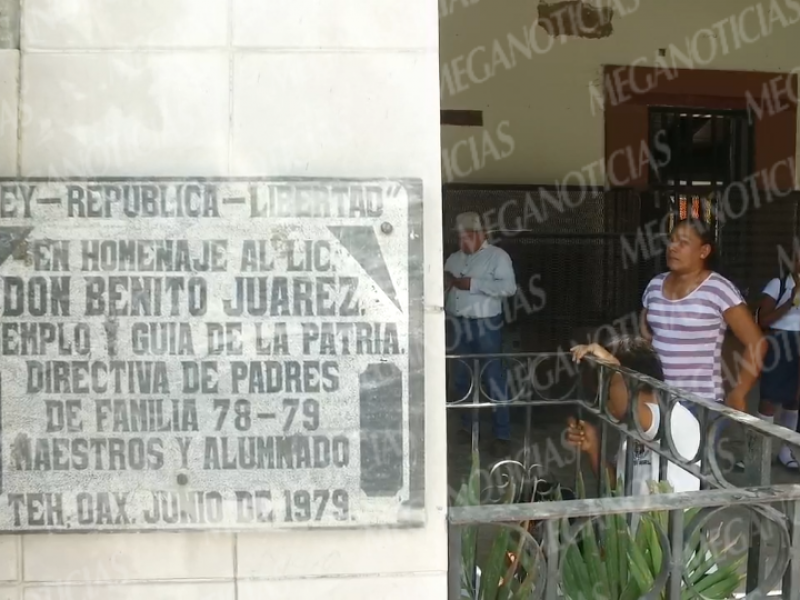 EY-REPUBLICA-LIBERTAD"
EN HOMENAJE AL LIC.
DON BENITO JUAREZ.
EMPLO Y GUIA DE LA PATRIA.
DIRECTIVA DE PADRES
DE FAMILIA 78-79
MAESTROS Y ALUMNADO
TEH, OAX, JUNIO DE 1979.
MEGANOTICIAS